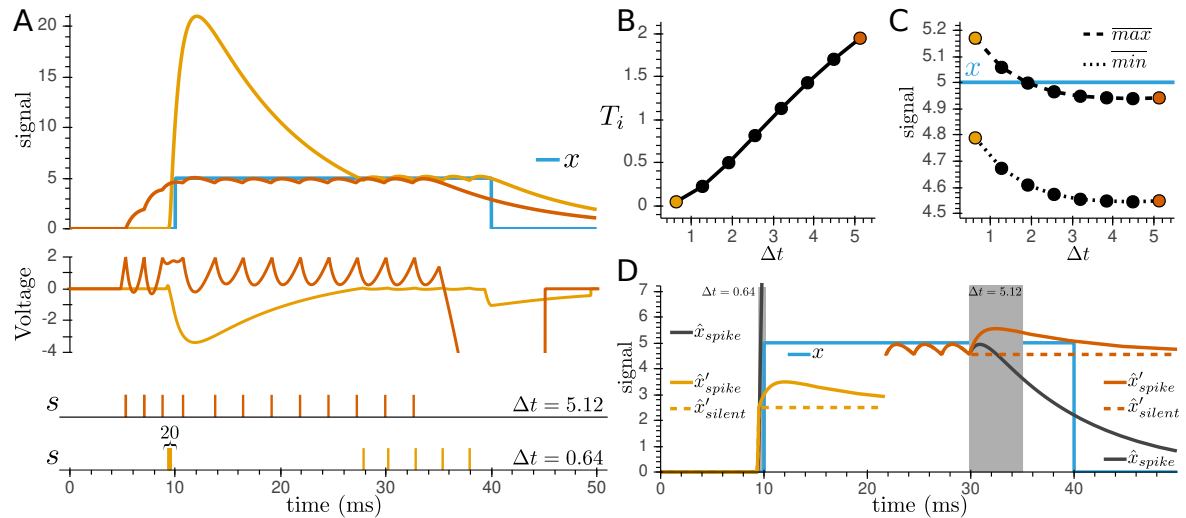 A
20
15
10
5
0
signal
x
2
0
-2
-4
Voltage
s
Δt = 5.12
20
s
Δt = 0.64
0 10 20 30 40 50
time (ms)
B
2
1.5
1
0.5
0
T_i
1 2 3 4 5
Δt
C
5.2
5.1
5
4.9
4.8
4.7
4.6
4.5
signal
max
min
x
1 2 3 4 5
Δt
D
7
6
5
4
3
2
1
0
signal
Δt = 0.64
Δt = 5.12
x̂_spike
x
x̂′_spike
x̂′_silent
x̂′_spike
x̂′_silent
x̂_spike
0 10 20 30 40
time (ms)